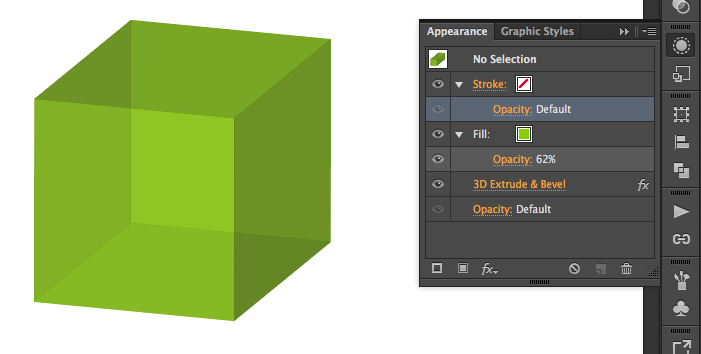 Appearance Graphic Styles
No Selection
Stroke:
Opacity: Default
Fill:
Opacity: 62%
3D Extrude & Bevel fx
Opacity: Default
fx